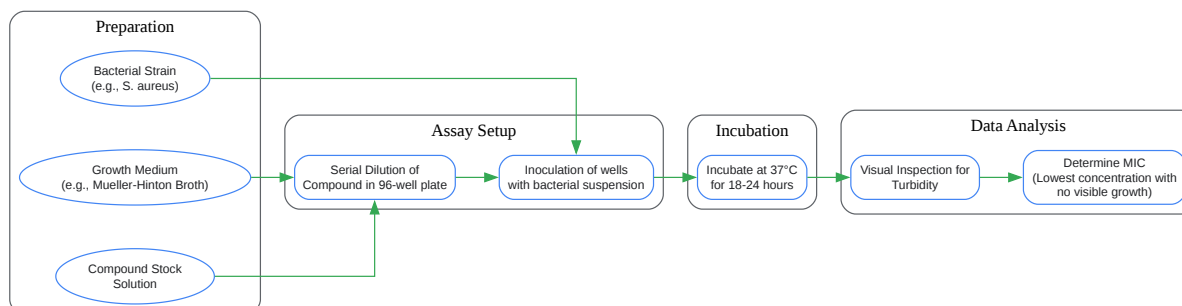 Preparation
Bacterial Strain
(e.g., S. aureus)
Growth Medium
(e.g., Mueller-Hinton Broth)
Compound Stock
Solution
Assay Setup
Serial Dilution of
Compound in 96-well plate
Inoculation of wells
with bacterial suspension
Incubation
Incubate at 37°C
for 18-24 hours
Data Analysis
Visual Inspection for
Turbidity
Determine MIC
(Lowest concentration with
no visible growth)